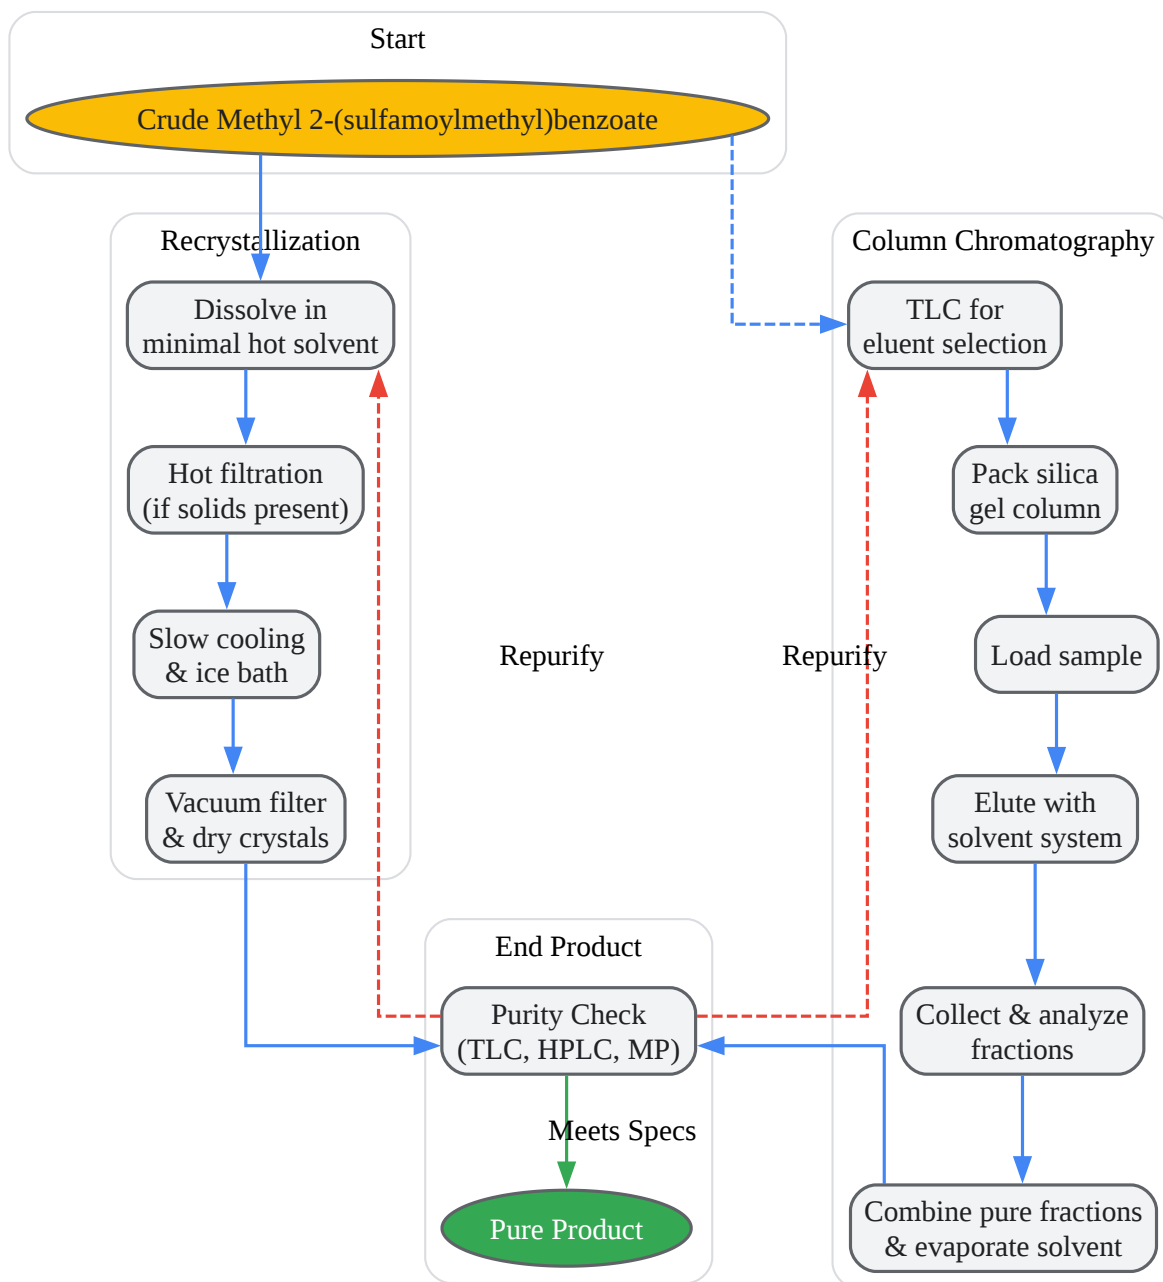 Start
Crude Methyl 2-(sulfamoylmethyl)benzoate
Recrystallization
Dissolve in
minimal hot solvent
Hot filtration
(if solids present)
Slow cooling
& ice bath
Vacuum filter
& dry crystals
Repurify
Repurify
Column Chromatography
TLC for
eluent selection
Pack silica
gel column
Load sample
Elute with
solvent system
Collect & analyze
fractions
Combine pure fractions
& evaporate solvent
End Product
Purity Check
(TLC, HPLC, MP)
Meets Specs
Pure Product